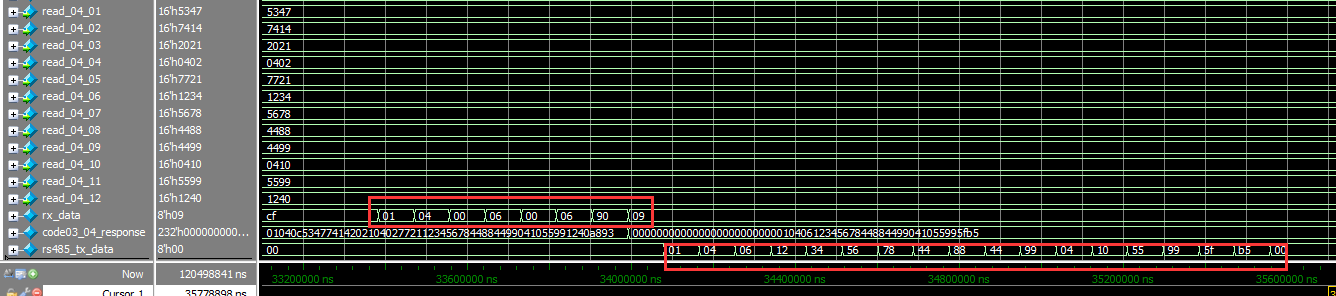 read_04_01 16'h5347 5347
read_04_02 16'h7414 7414
read_04_03 16'h2021 2021
read_04_04 16'h0402 0402
read_04_05 16'h7721 7721
read_04_06 16'h1234 1234
read_04_07 16'h5678 5678
read_04_08 16'h4488 4488
read_04_09 16'h4499 4499
read_04_10 16'h0410 0410
read_04_11 16'h5599 5599
read_04_12 16'h1240 1240
rx_data 8'h09 cf 01 04 00 06 00 06 90 09
code03_04_response 232'h000000000... 01040c534774142021040277211234567844884499041055991240a893 000000000000000000000000010406123456784488449904105599 5fb5
rs485_tx_data 8'h00 00 01 04 06 12 34 56 78 44 88 44 99 04 10 55 99 5f b5 00
Now 120498841 ns 33200000 ns 33600000 ns 34000000 ns 34400000 ns 34800000 ns 35200000 ns 35600000 ns
Cursor 1 35778898 ns